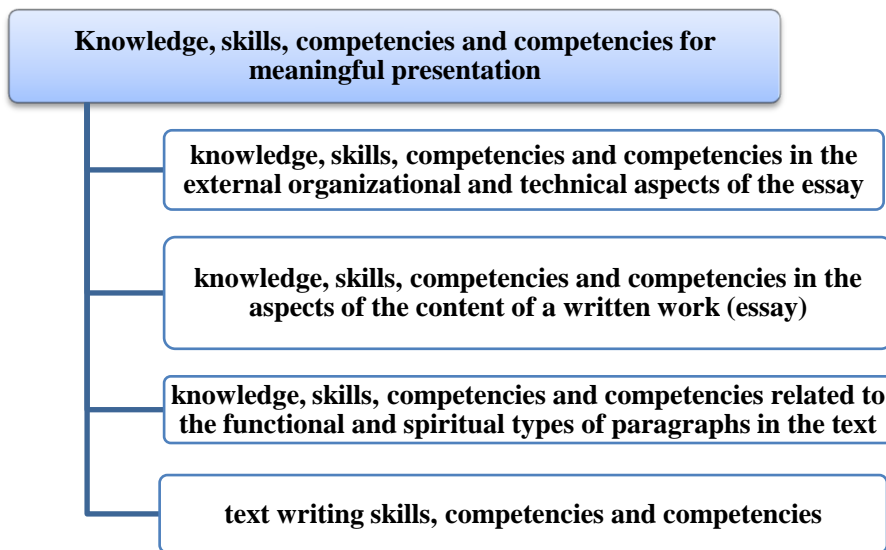 Knowledge, skills, competencies and competencies for
meaningful presentation
knowledge, skills, competencies and competencies in the
external organizational and technical aspects of the essay
knowledge, skills, competencies and competencies in the
aspects of the content of a written work (essay)
knowledge, skills, competencies and competencies related to
the functional and spiritual types of paragraphs in the text
text writing skills, competencies and competencies